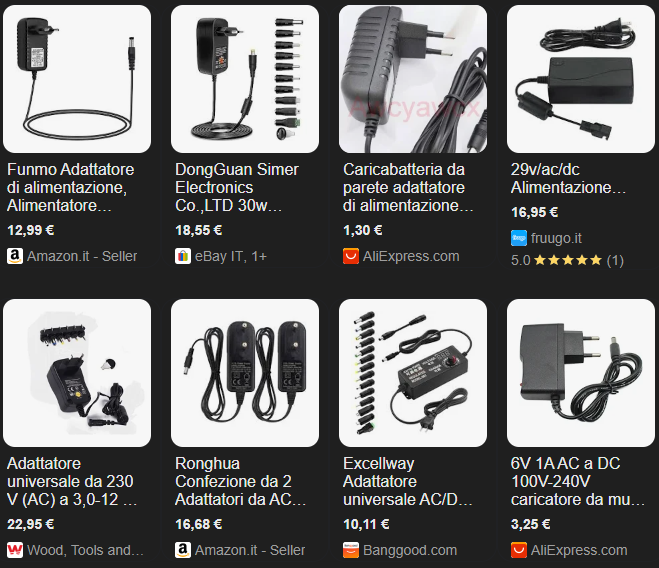 Funmo Adattatore
di alimentazione,
Alimentatore…
12,99 €
Amazon.it - Seller
DongGuan Simer
Electronics
Co.,LTD 30w…
18,55 €
eBay IT, 1+
Caricabatteria da
parete adattatore
di alimentazione…
1,30 €
AliExpress.com
29v/ac/dc
Alimentazione…
16,95 €
fruugo.it
5.0 ★★★★★ (1)
Adattatore
universale da 230
V (AC) a 3,0-12 …
22,95 €
Wood, Tools and…
Ronghua
Confezione da 2
Adattatori da AC…
16,68 €
Amazon.it - Seller
Excellway
Adattatore
universale AC/D…
10,11 €
Banggood.com
6V 1A AC a DC
100V-240V
caricatore da mu…
3,25 €
AliExpress.com